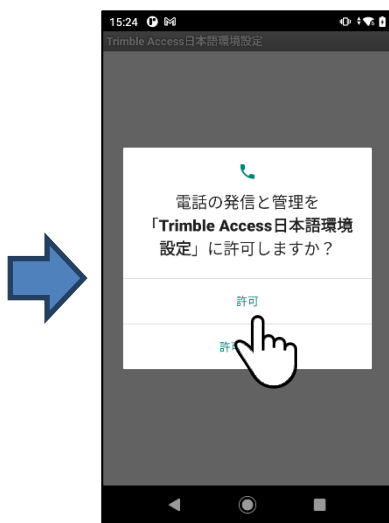 15:24
Trimble Access日本語環境設定
電話の発信と管理を
「Trimble Access日本語環境
設定」に許可しますか？
許可
許